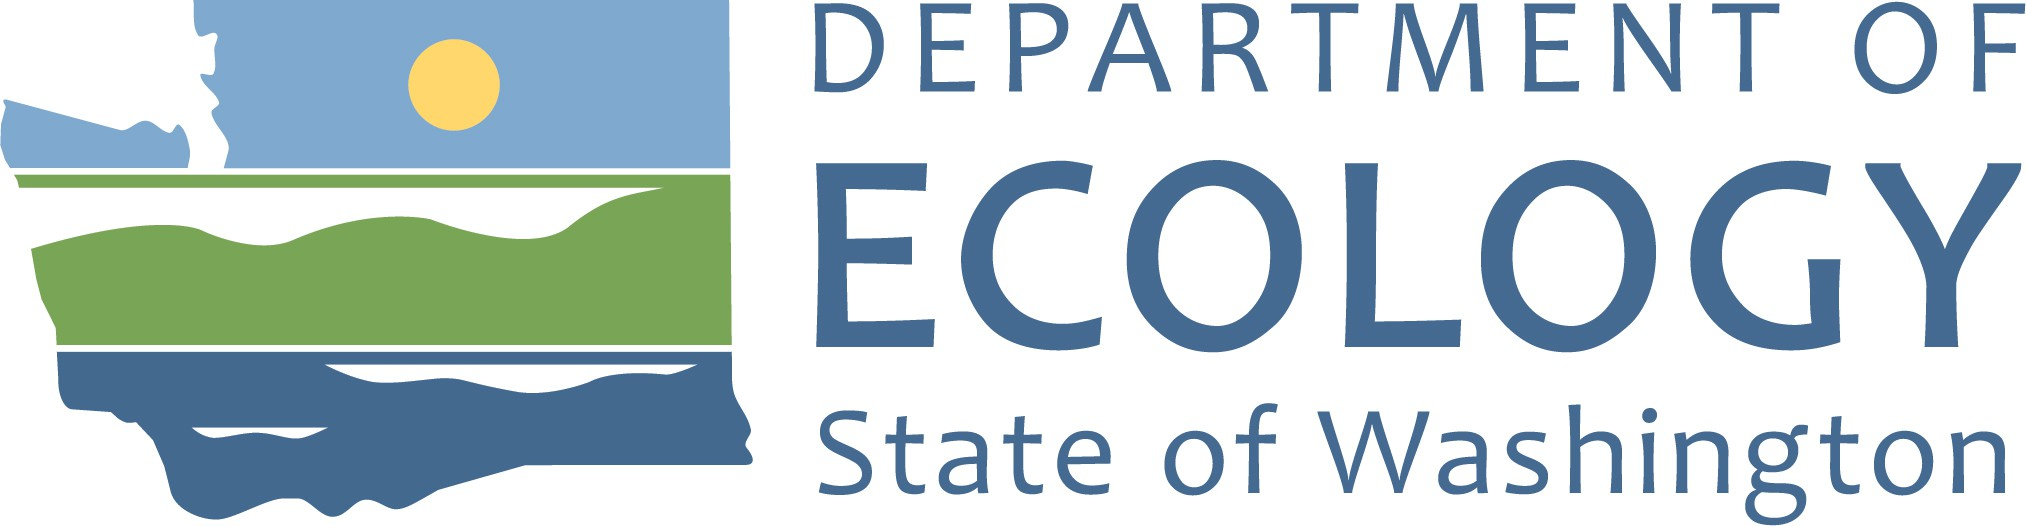 DEPARTMENT OF
ECOLOGY
State of Washington